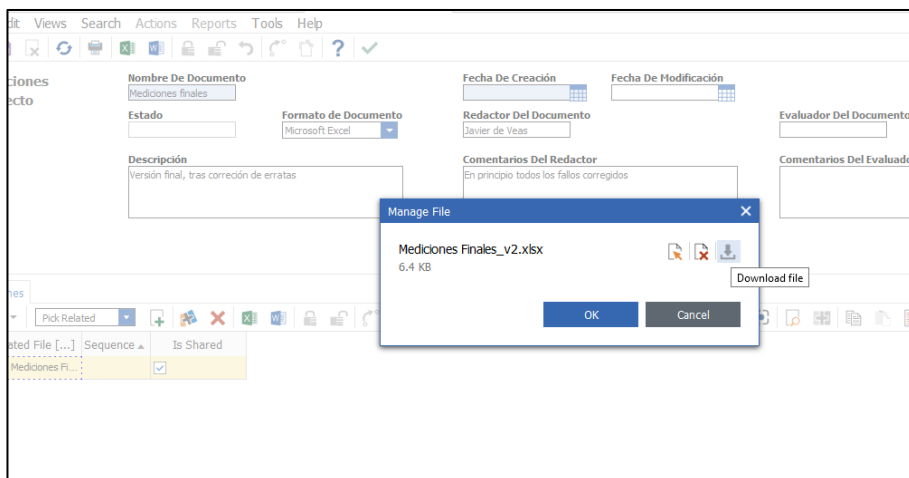 dit Views Search Actions Reports Tools Help
ciones
ecto
Nombre De Documento
Mediciones finales
Fecha De Creación
Fecha De Modificación
Estado
Formato de Documento
Microsoft Excel
Redactor Del Documento
Javier de Veas
Evaluador Del Documento
Descripción
Versión final, tras correción de erratas
Comentarios Del Redactor
En principio todos los fallos corregidos
Comentarios Del Evaluado
Manage File
Mediciones Finales_v2.xlsx
6.4 KB
Download file
OK Cancel
nes
Pick Related
ated File [...] Sequence Is Shared
Mediciones Fi...